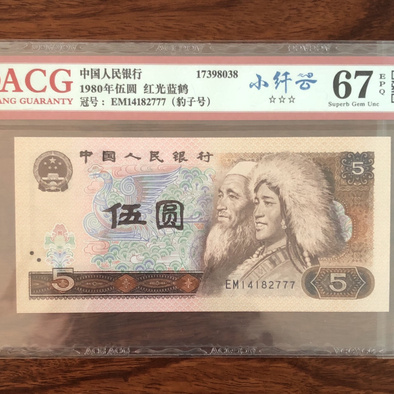 ACG
ANG GUARANTY
中国人民银行
1980年伍圆 红光蓝鹤
冠号: EM14182777 (豹子号)
17398038
小纤云
☆☆☆
67
EPQ
Superb Gem Unc
中国人民银行
伍圆
5
5
5
EM14182777